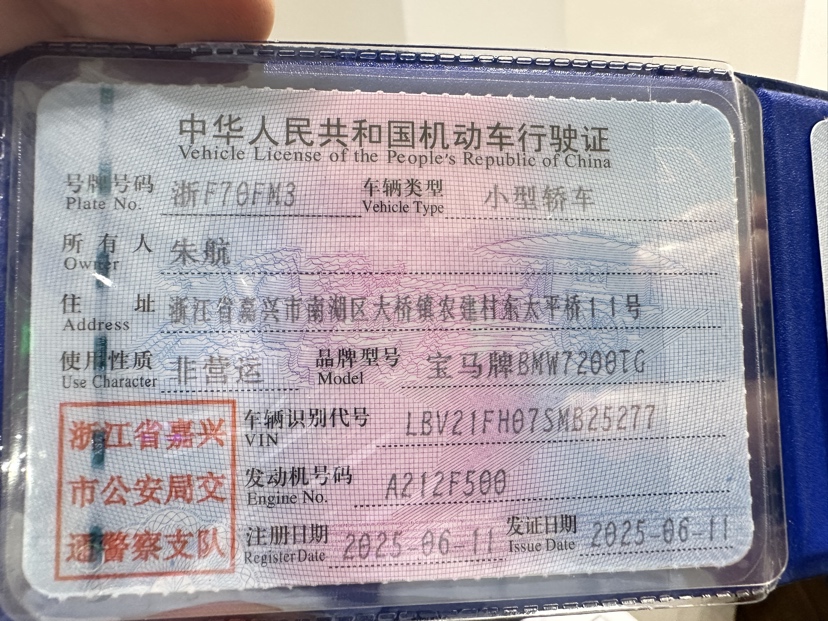 中华人民共和国机动车行驶证
Vehicle License of the People's Republic of China
号牌号码 浙F70FM3 车辆类型 小型轿车
Plate No. Vehicle Type
所有人 朱航
Owner
住址 浙江省嘉兴市南湖区大桥镇农建村东太平桥11号
Address
使用性质 非营运 品牌型号 宝马牌BMW7200TG
Use Character Model
浙江省嘉兴
市公安局交
通警察支队
车辆识别代号 LBV21FH07SMB25277
VIN
发动机号码 A212F500
Engine No.
注册日期 2025-06-11 发证日期 2025-06-11
Register Date Issue Date